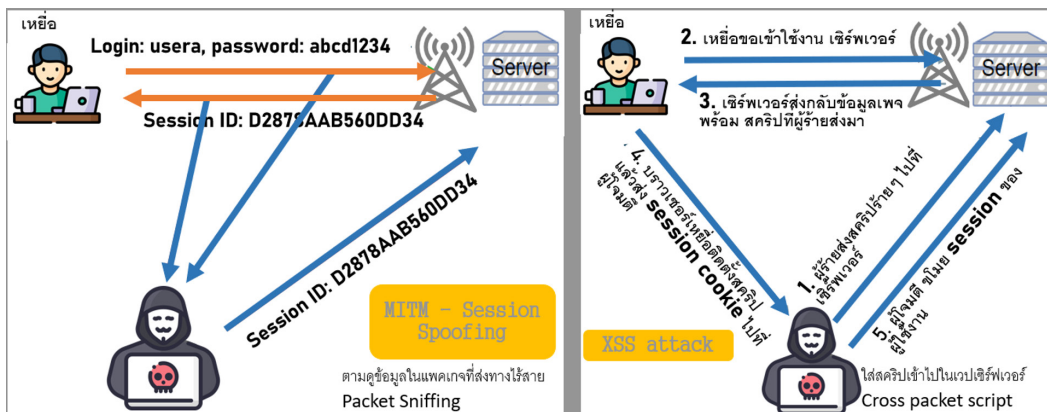 เหยื่อ
Login: usera, password: abcd1234
Server
Session ID: D2878AAB560DD34
Session ID: D2878AAB560DD34
MITM - Session
Spoofing
ตามดูข้อมูลในแพคเกจที่ส่งทางไร้สาย
Packet Sniffing
เหยื่อ
2. เหยื่อขอเข้าใช้งาน เซิร์พเวอร์
Server
3. เซิร์พเวอร์ส่งกลับข้อมูลเพจ
พร้อม สคริปที่ผู้ร้ายส่งมา
4. บราวเซอร์เหยื่อติดตั้งสคริป
แล้วส่ง session cookie ไปที่
ผู้โจมตี
1. ผู้ร้ายส่งสคริปร้ายๆ ไปที่
เซิร์พเวอร์
5. ผู้โจมตี ขโมย session ของ
ผู้ใช้งาน
XSS attack
ใส่สคริปเข้าไปในเวปเซิร์ฟเวอร์
Cross packet script